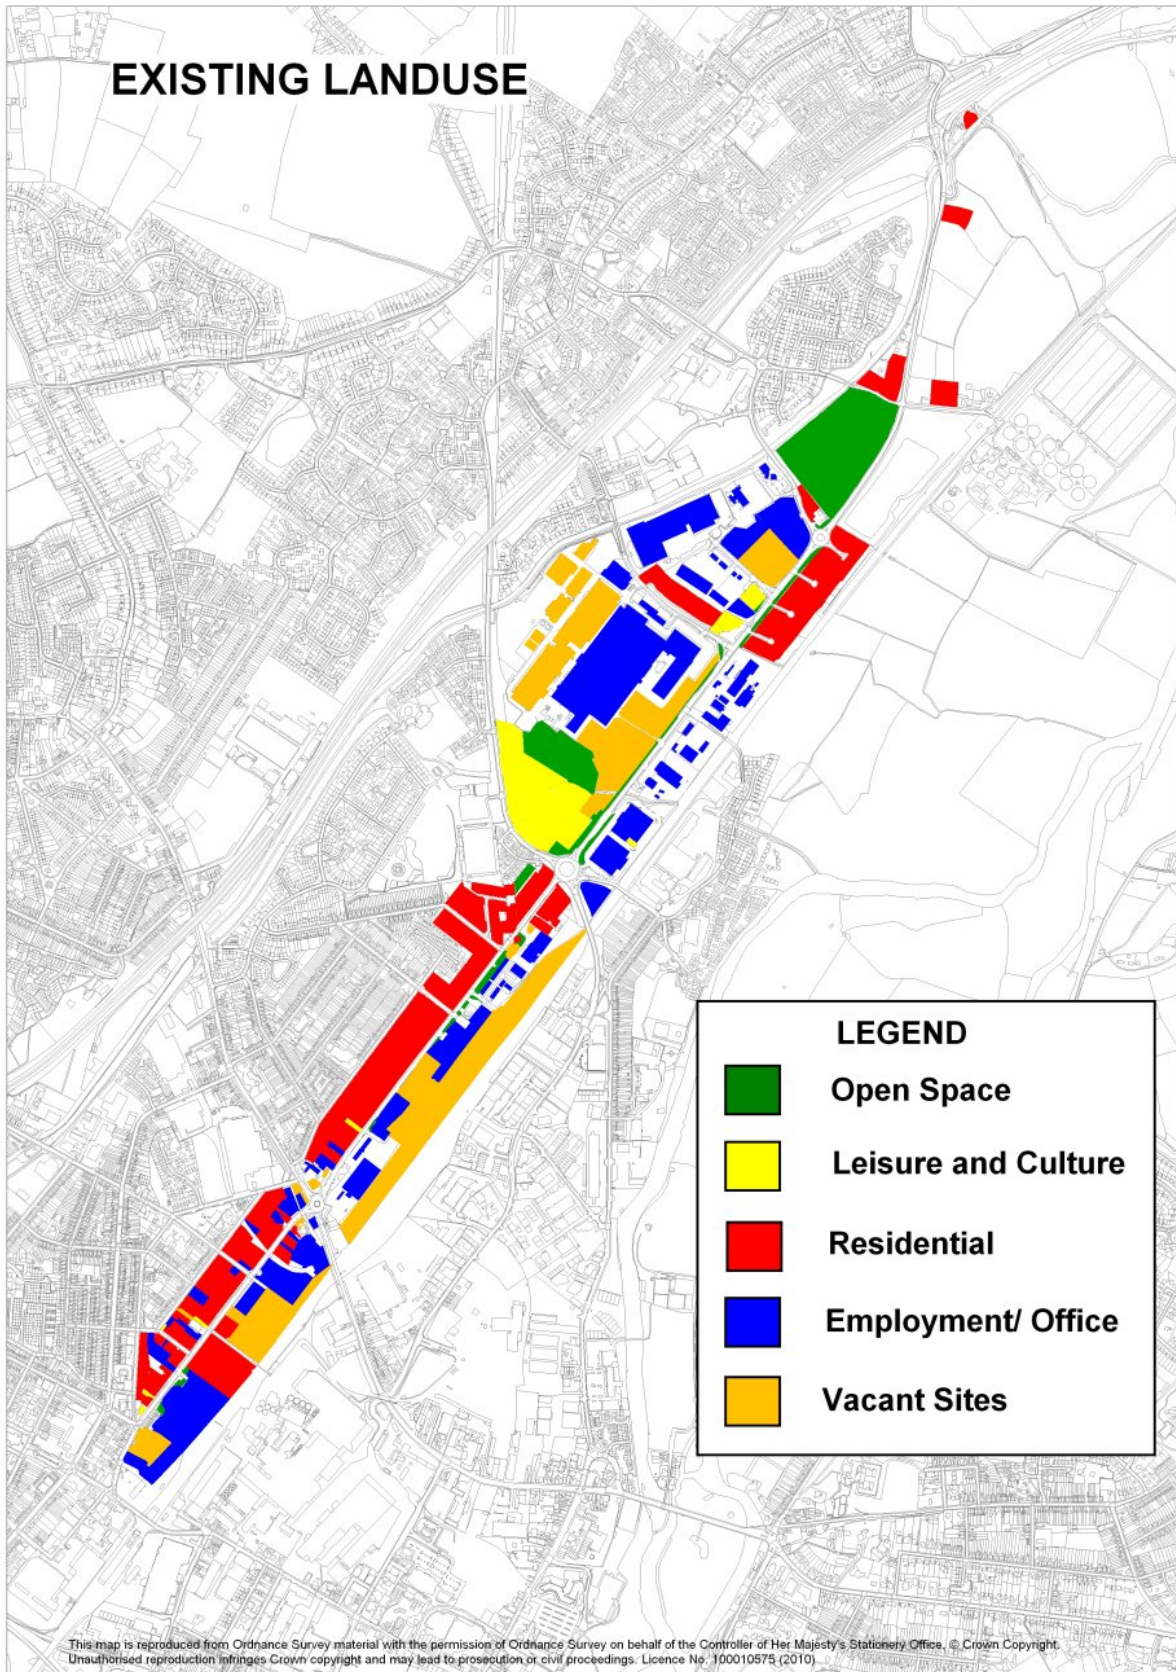 EXISTING LANDUSE
LEGEND
Open Space
Leisure and Culture
Residential
Employment/ Office
Vacant Sites
This map is reproduced from Ordnance Survey material with the permission of Ordnance Survey on behalf of the Controller of Her Majesty's Stationery Office. © Crown Copyright.
Unauthorised reproduction infringes Crown copyright and may lead to prosecution or civil proceedings. Licence No. 100010575 (2010)